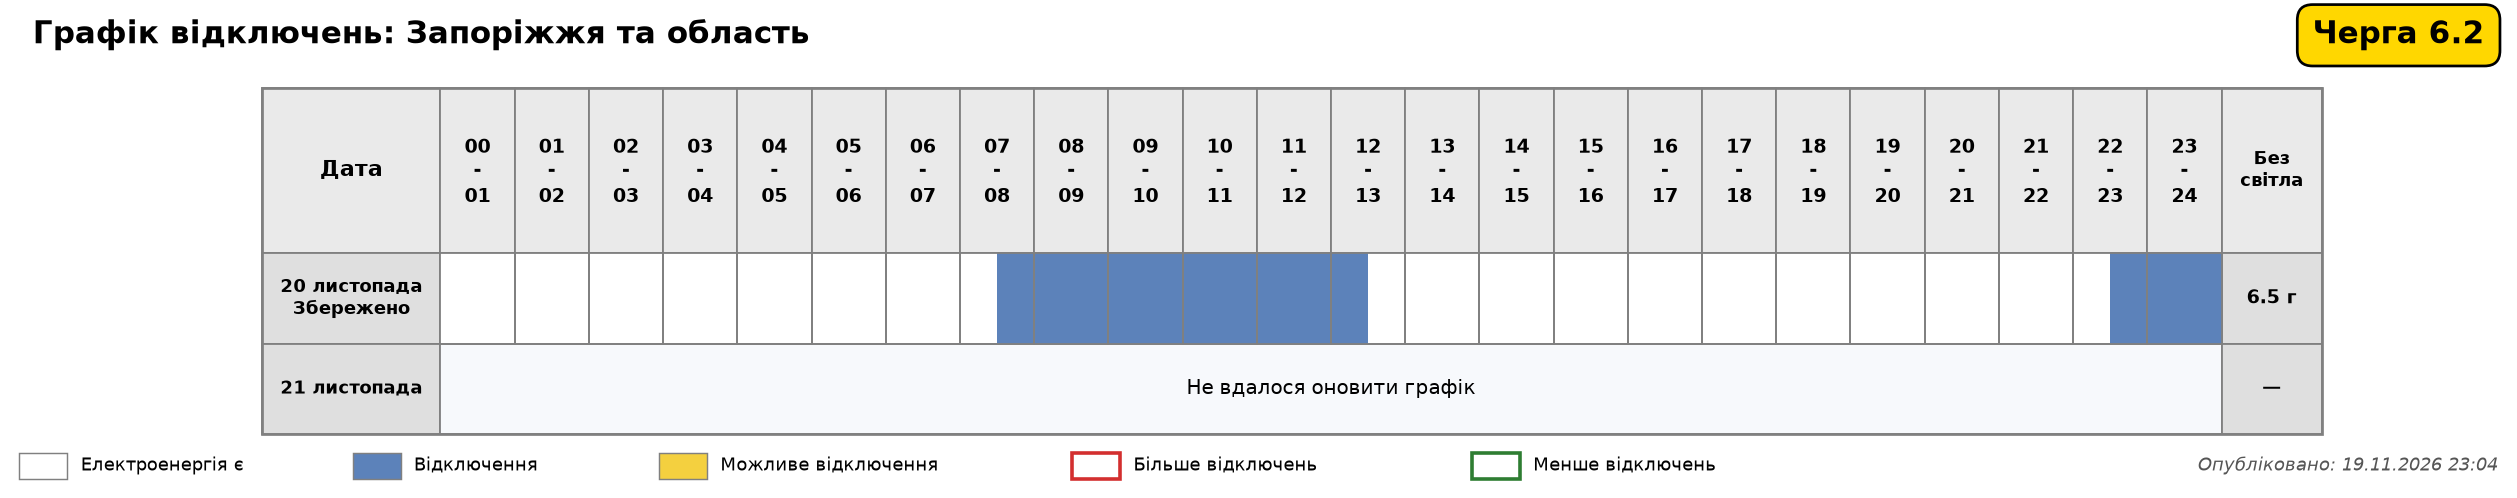 Графік відключень: Запоріжжя та область
Черга 6.2
Дата
00 - 01
01 - 02
02 - 03
03 - 04
04 - 05
05 - 06
06 - 07
07 - 08
08 - 09
09 - 10
10 - 11
11 - 12
12 - 13
13 - 14
14 - 15
15 - 16
16 - 17
17 - 18
18 - 19
19 - 20
20 - 21
21 - 22
22 - 23
23 - 24
Без
світла
20 листопада
Збережено
6.5 г
21 листопада
Не вдалося оновити графік
—
Електроенергія є
Відключення
Можливе відключення
Більше відключень
Менше відключень
Опубліковано: 19.11.2026 23:04